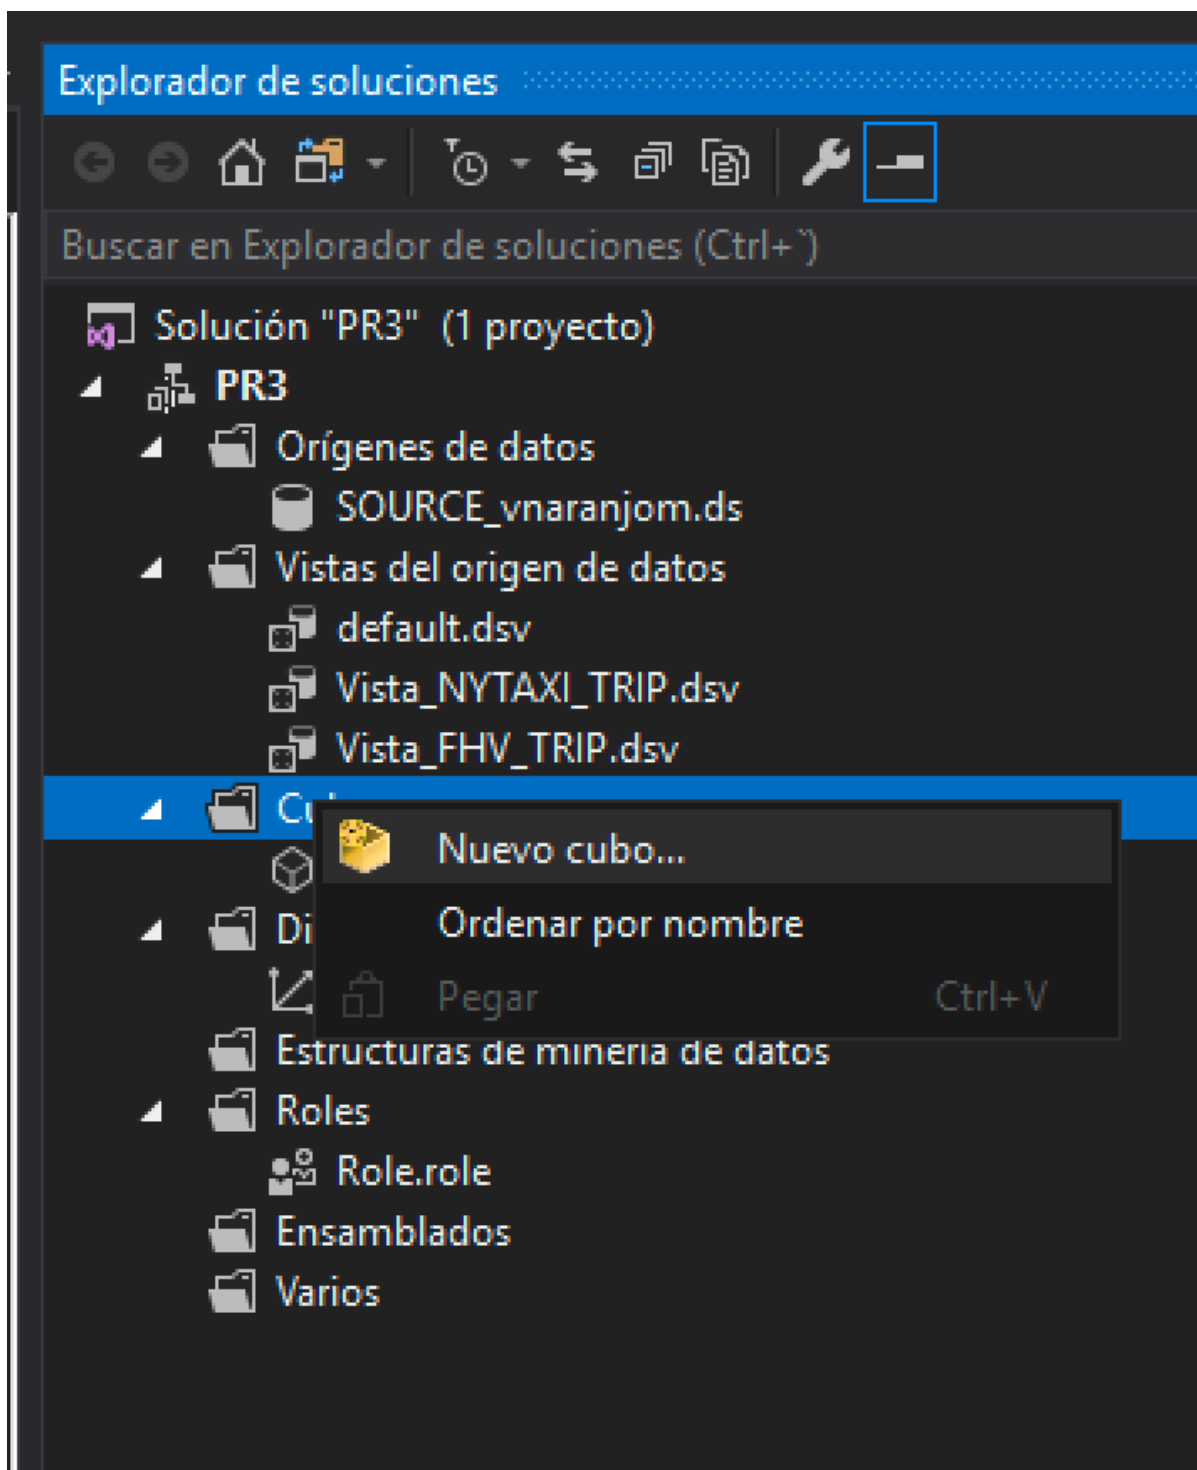 Explorador de soluciones
Buscar en Explorador de soluciones (Ctrl+¨)
Solución "PR3" (1 proyecto)
PR3
Orígenes de datos
SOURCE_vnaranjom.ds
Vistas del origen de datos
default.dsv
Vista_NYTAXI_TRIP.dsv
Vista_FHV_TRIP.dsv
Nuevo cubo...
Ordenar por nombre
Di
Pegar Ctrl+V
Estructuras de minería de datos
Roles
Role.role
Ensamblados
Varios